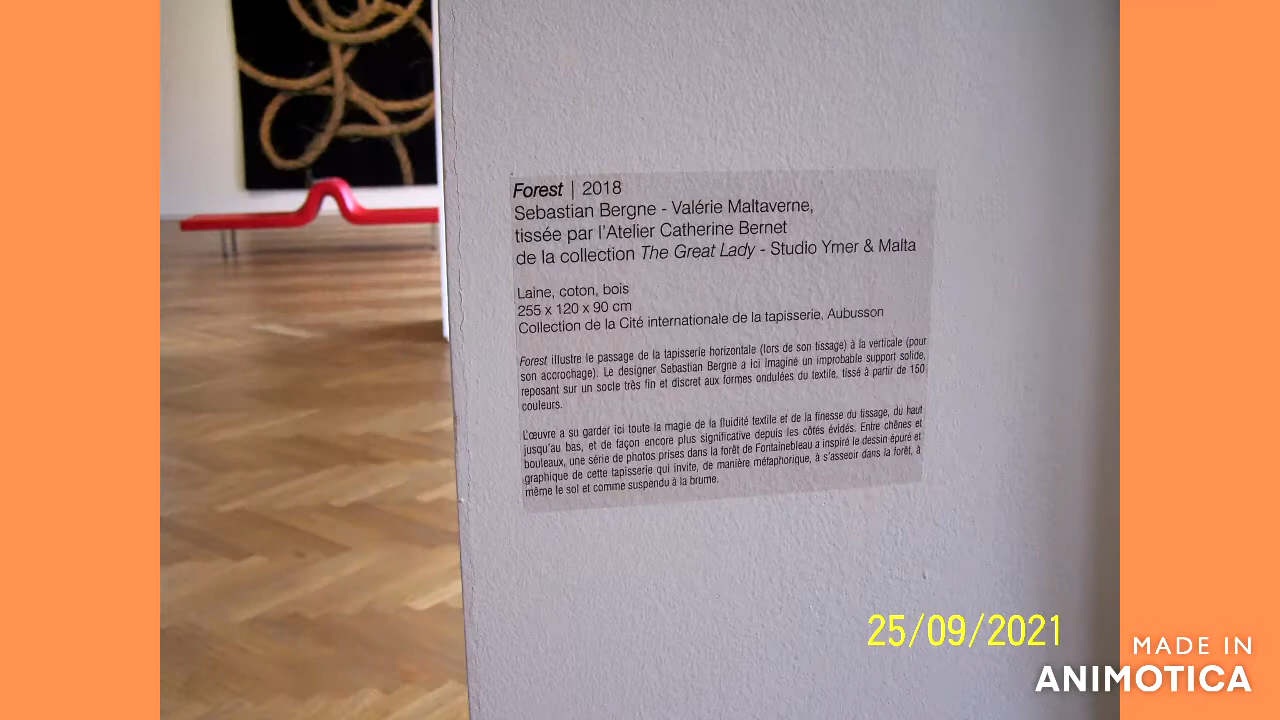 Forest | 2018
Sebastian Bergne - Valérie Maltaverne,
tissée par l'Atelier Catherine Bernet
de la collection The Great Lady - Studio Ymer & Malta
Laine, coton, bois
255 x 120 x 90 cm
Collection de la Cité internationale de la tapisserie, Aubusson
Forest illustre le passage de la tapisserie horizontale (lors de son tissage) à la verticale (pour
son accrochage). Le designer Sebastian Bergne a ici imaginé un improbable support solide,
reposant sur un socle très fin et discret aux formes ondulées du textile, tissé à partir de 150
couleurs.
L'œuvre a su garder ici toute la magie de la fluidité textile et de la finesse du tissage, du haut
jusqu'au bas, et de façon encore plus significative depuis les côtés évidés. Entre chênes et
bouleaux, une série de photos prises dans la forêt de Fontainebleau a inspiré le dessin épuré et
graphique de cette tapisserie qui invite, de manière métaphorique, à s'asseoir dans la forêt, à
même le sol et comme suspendu à la brume.
25/09/2021
MADE IN
ANIMOTICA